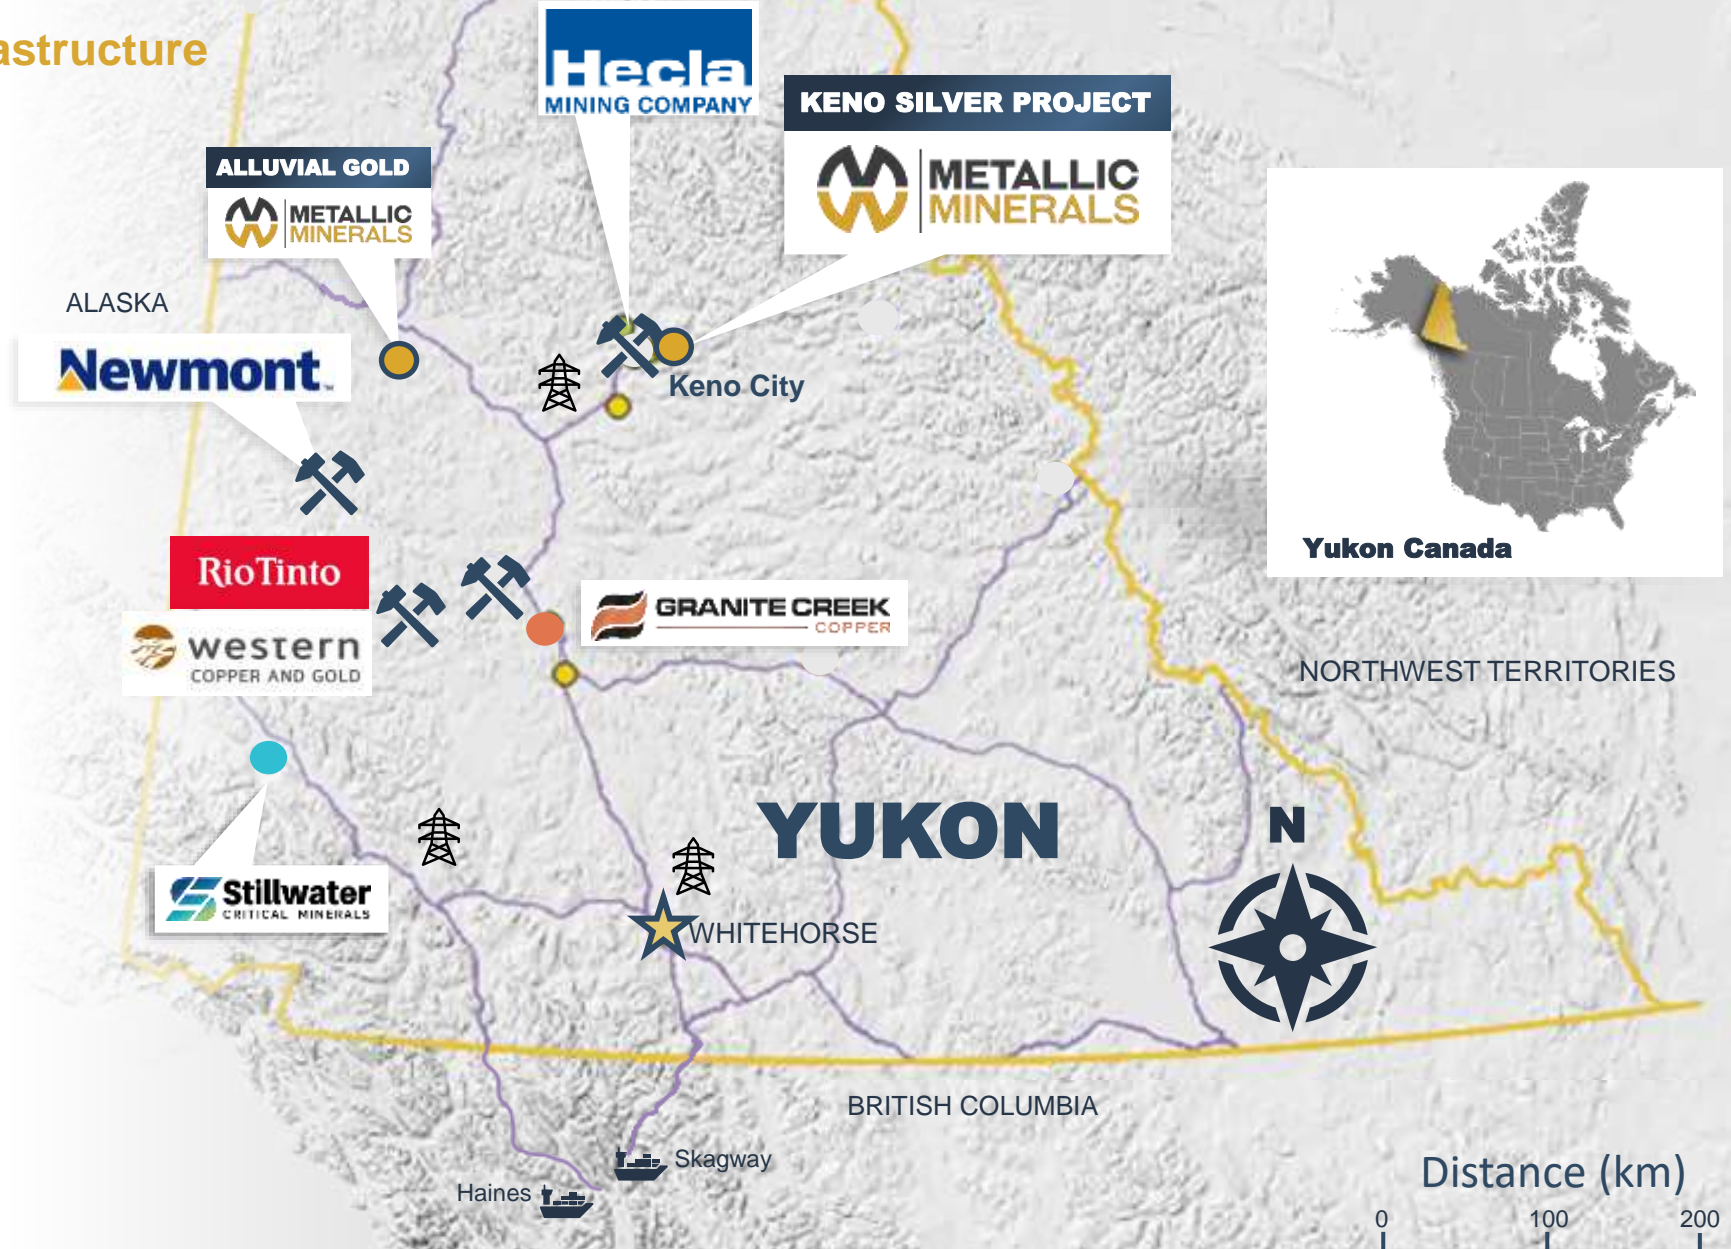 astructure
Hecla
MINING COMPANY
KENO SILVER PROJECT
METALLIC
MINERALS
ALLUVIAL GOLD
METALLIC
MINERALS
ALASKA
Newmont
Keno City
RioTinto
western
COPPER AND GOLD
GRANITE CREEK
COPPER
Yukon Canada
NORTHWEST TERRITORIES
YUKON
N
Stillwater
CRITICAL MINERALS
WHITEHORSE
BRITISH COLUMBIA
Skagway
Haines
Distance (km)
0 100 200